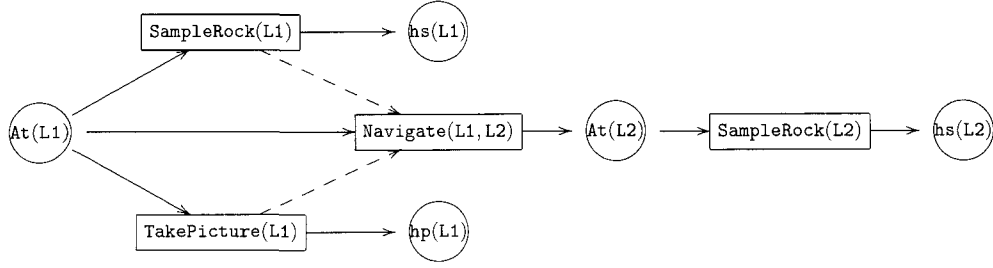 SampleRock(L1)
hs(L1)
At(L1)
Navigate(L1,L2)
At(L2)
SampleRock(L2)
hs(L2)
TakePicture(L1)
hp(L1)